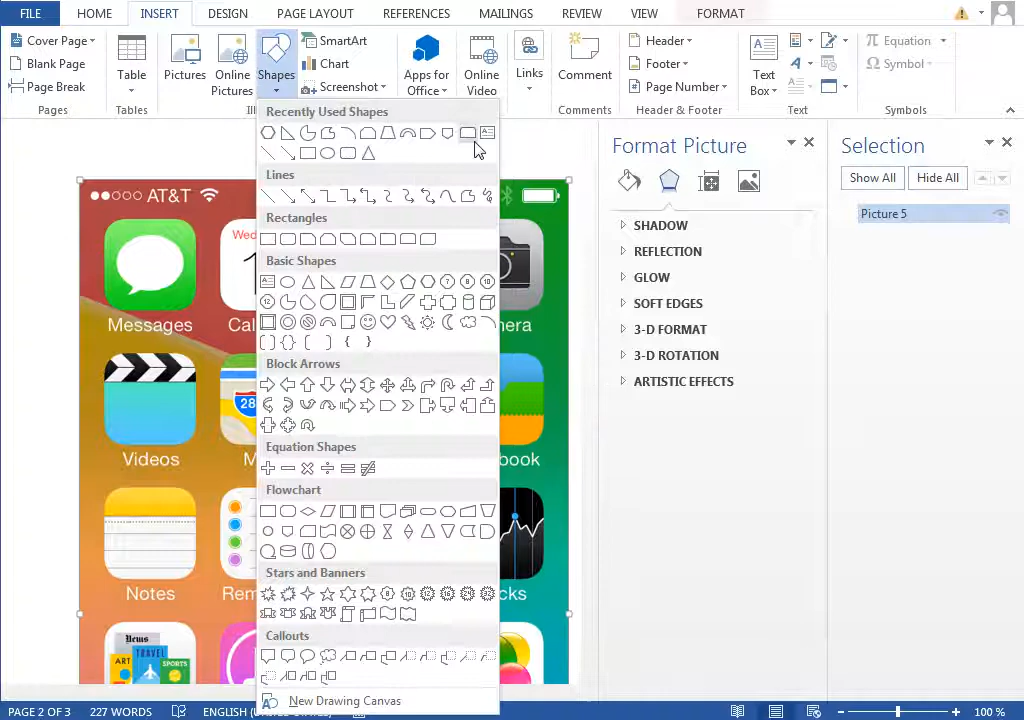 FILE HOME INSERT DESIGN PAGE LAYOUT REFERENCES MAILINGS REVIEW VIEW FORMAT
Cover Page
Blank Page
Page Break
Pages
Table
Tables
Pictures
Online Pictures
Shapes
SmartArt
Chart
Screenshot
Apps for Office
Online Video
Links
Comment
Comments
Header
Footer
Page Number
Header & Footer
Text Box
Text
Equation
Symbol
Symbols
Recently Used Shapes
Lines
Rectangles
Basic Shapes
Block Arrows
Equation Shapes
Flowchart
Stars and Banners
Callouts
New Drawing Canvas
AT&T
Wed
Messages
Videos
28
Notes
News
ART
TRAVEL
SPORTS
Format Picture
SHADOW
REFLECTION
GLOW
SOFT EDGES
3-D FORMAT
3-D ROTATION
ARTISTIC EFFECTS
Selection
Show All Hide All
Picture 5
PAGE 2 OF 3 227 WORDS 100 %